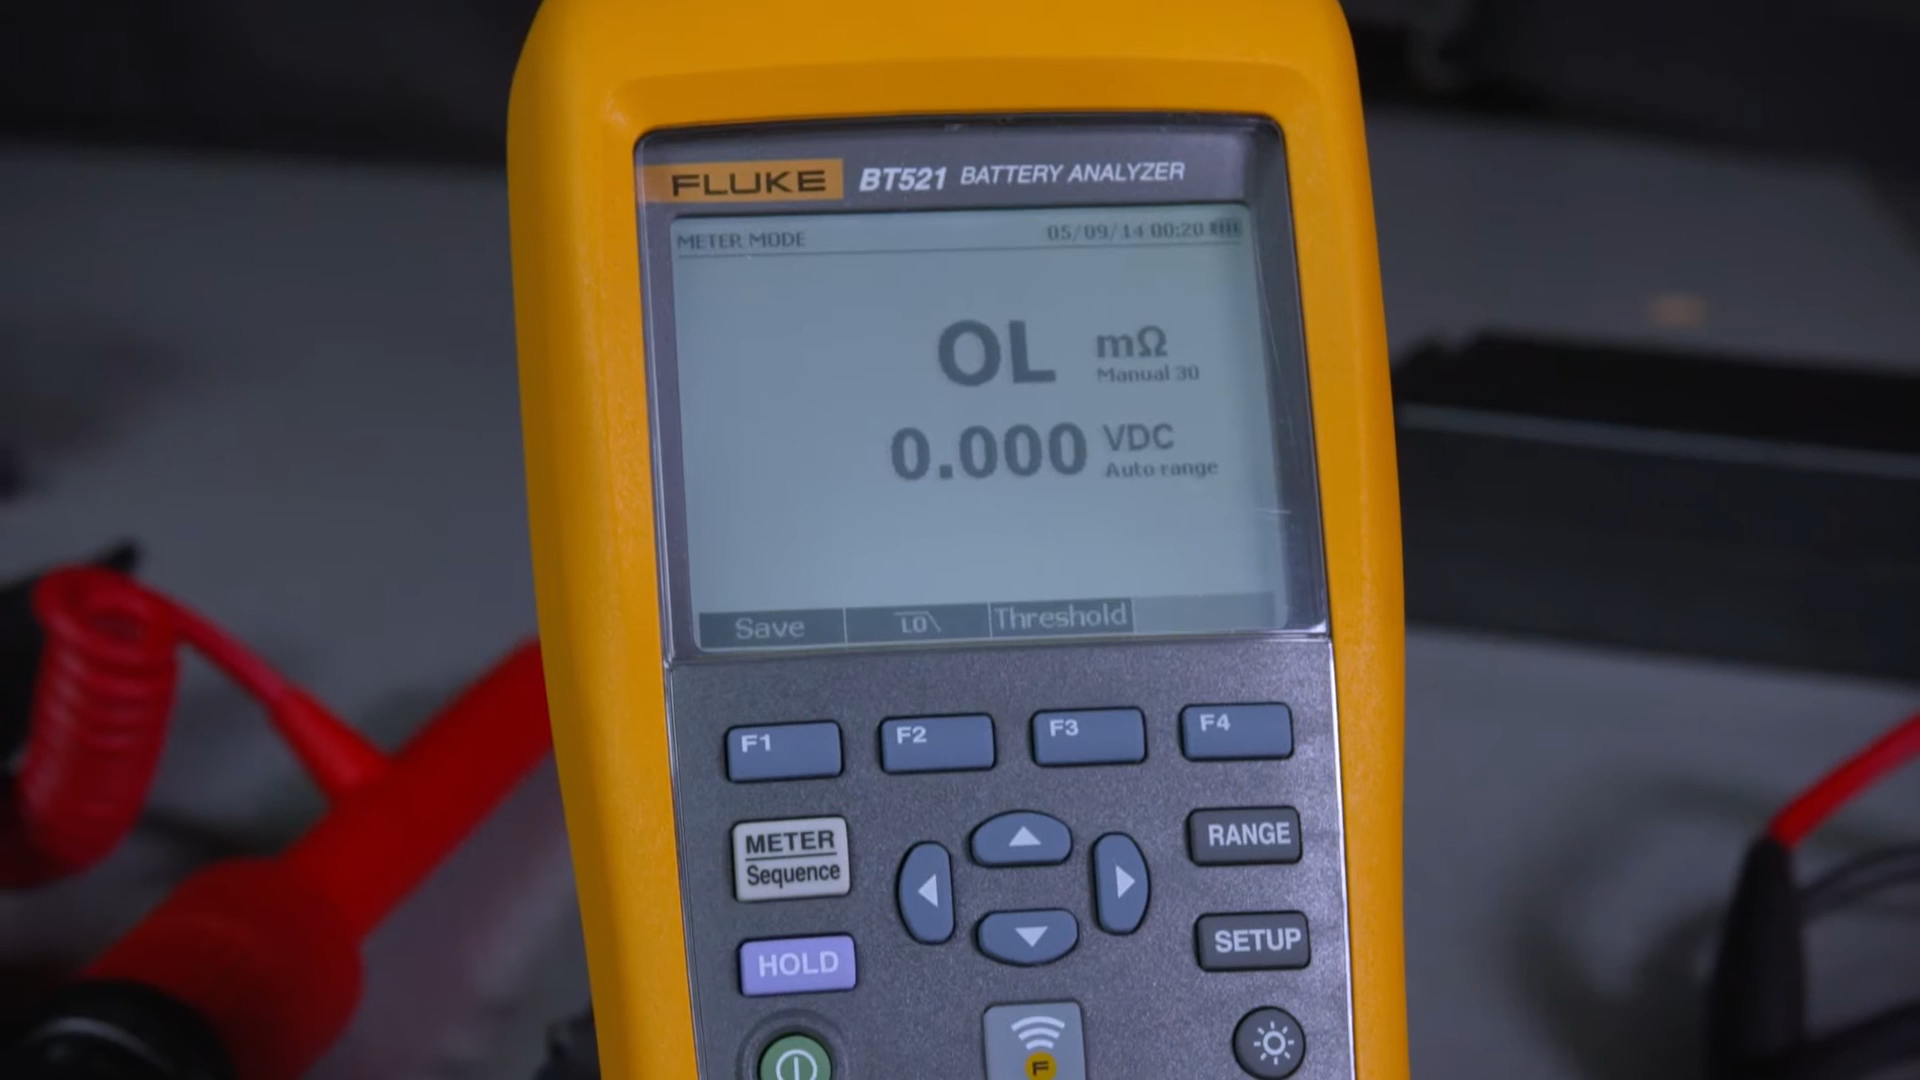 FLUKE BT521 BATTERY ANALYZER
METER MODE 05/09/14 00:20
OL mΩ
Manual 30
0.000 VDC
Auto range
Save LO Threshold
F1 F2 F3 F4
METER
Sequence
RANGE
HOLD
SETUP
F